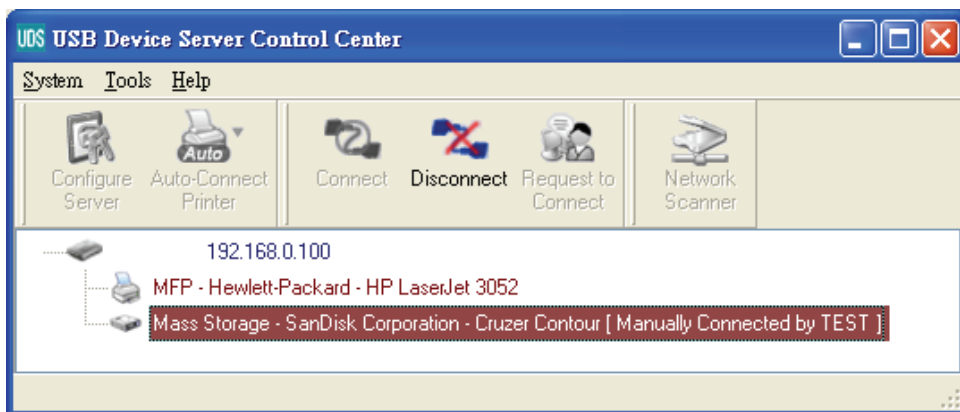 UDS USB Device Server Control Center
System Tools Help
Configure Server
Auto
Auto-Connect Printer
Connect
Disconnect
Request to Connect
Network Scanner
192.168.0.100
MFP - Hewlett-Packard - HP LaserJet 3052
Mass Storage - SanDisk Corporation - Cruzer Contour [ Manually Connected by TEST ]